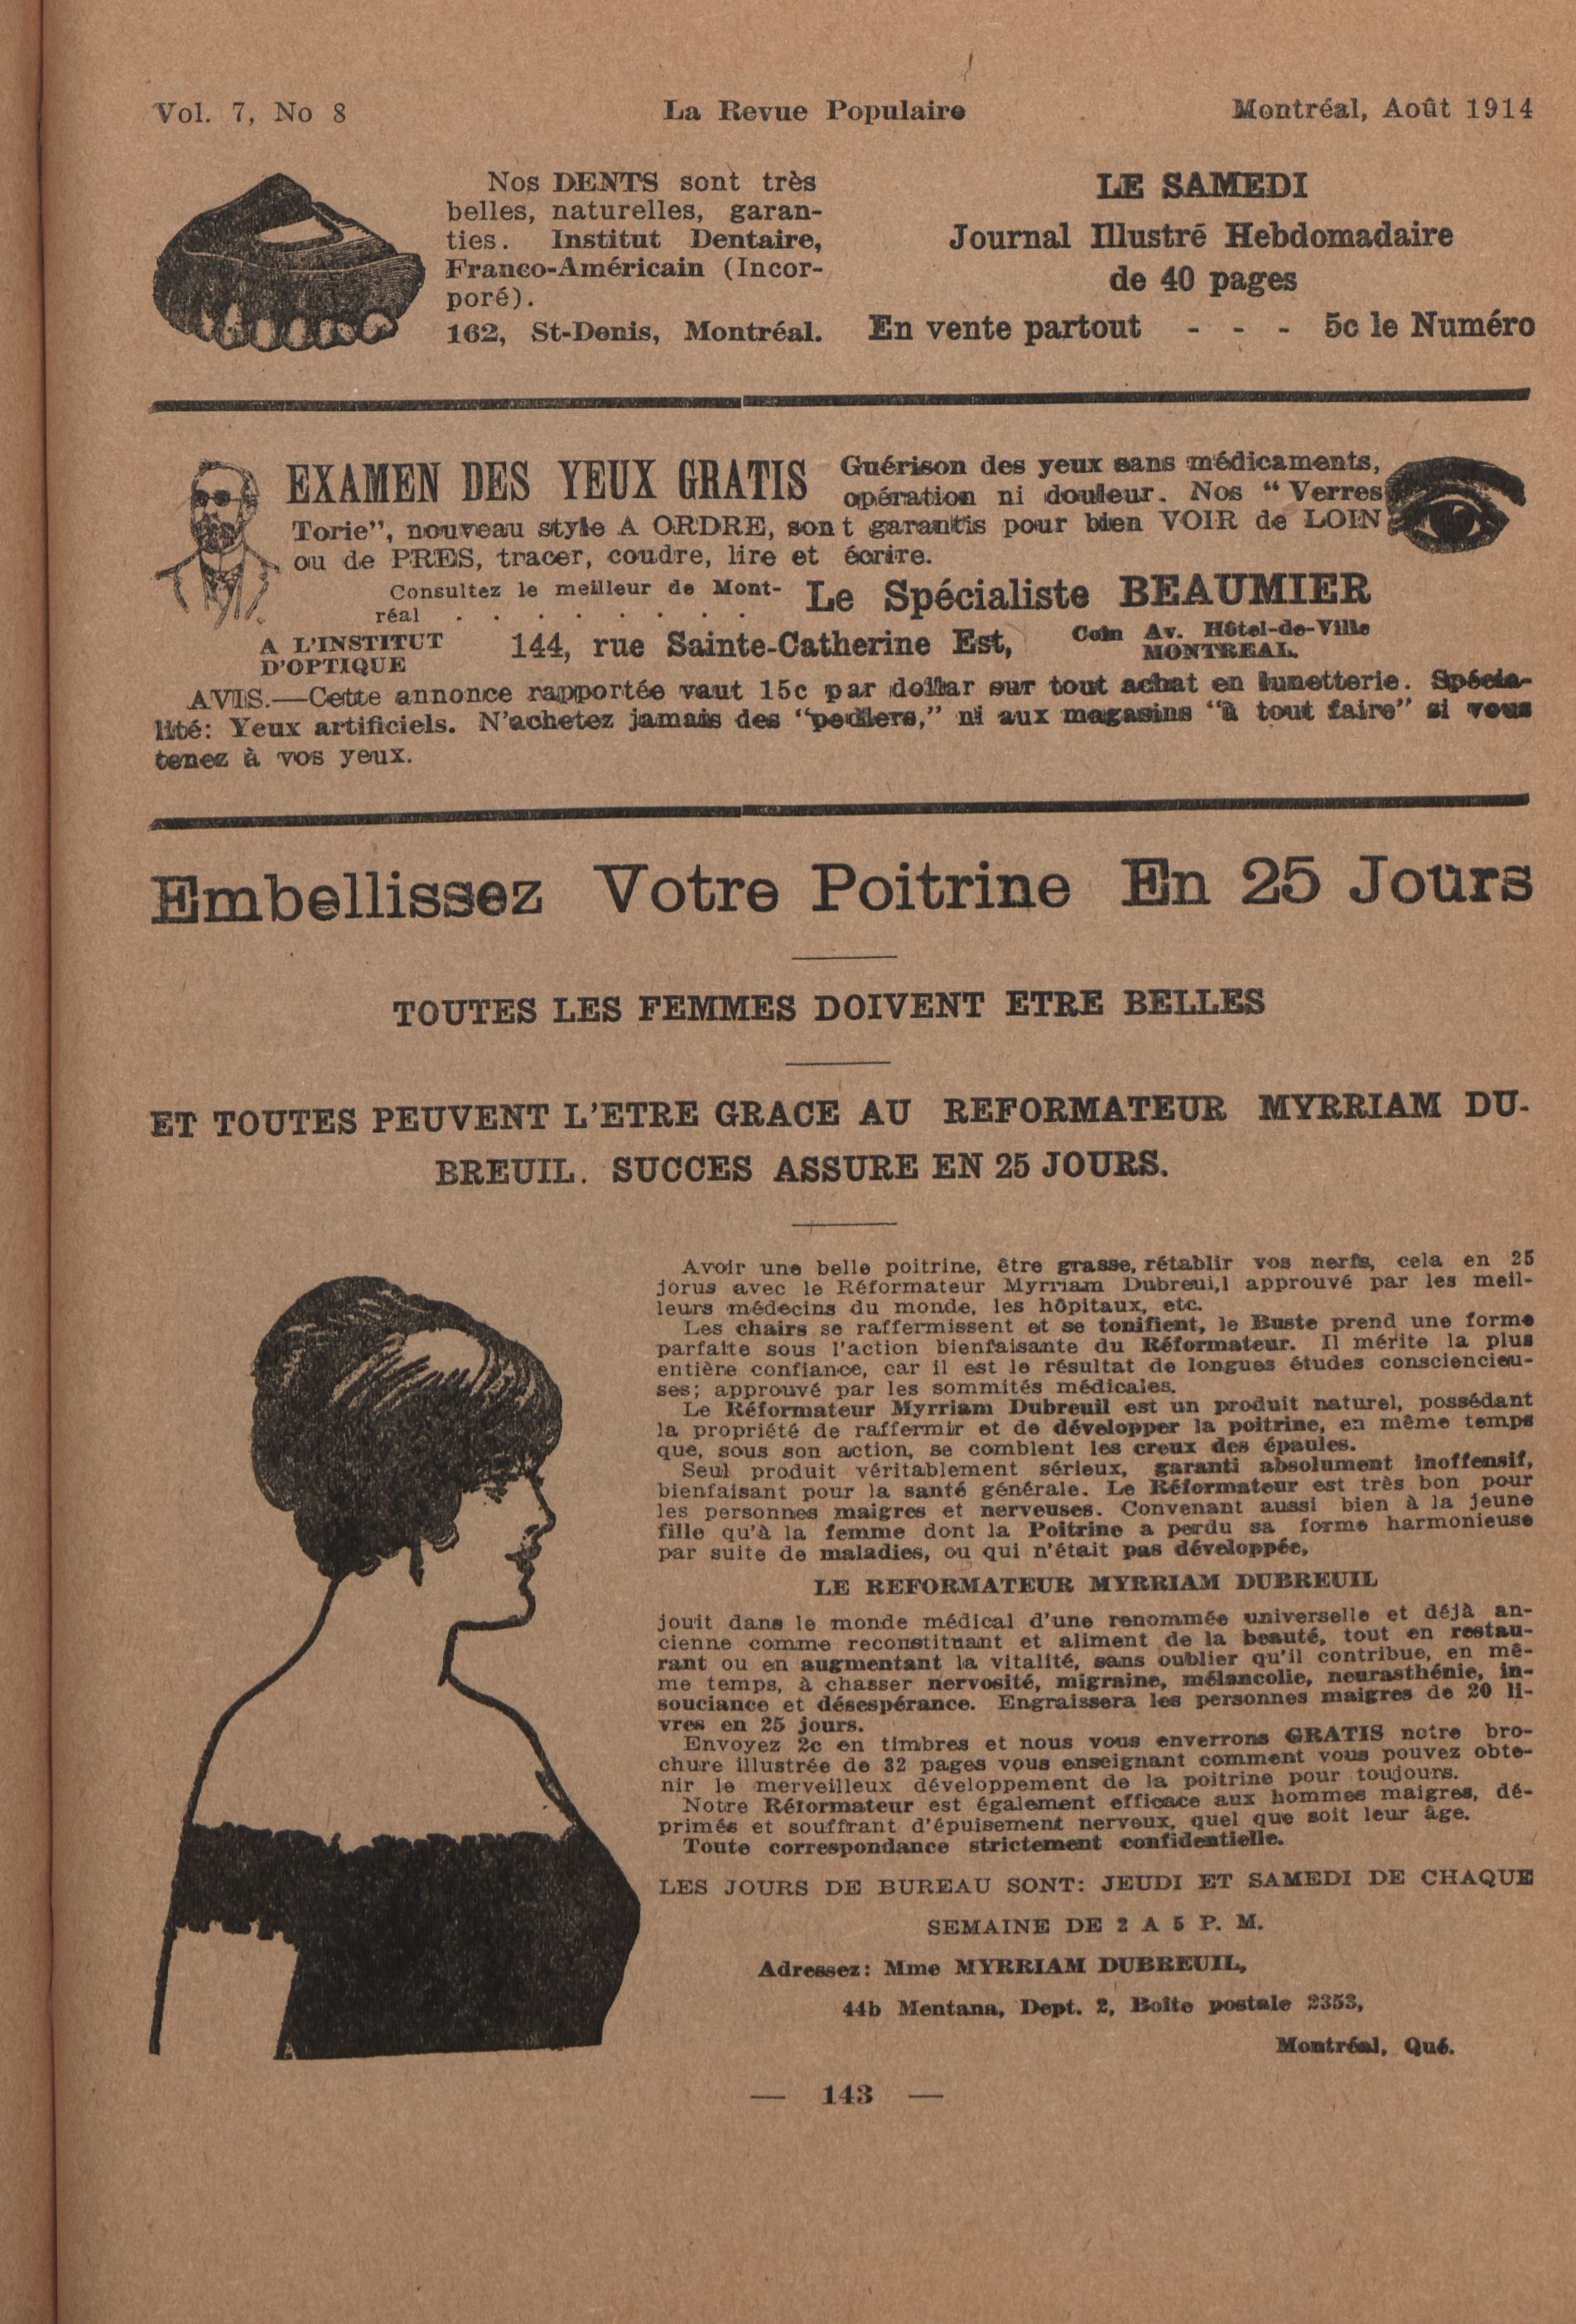 Vol. 7, No 8
La Revue Populaire
Montréal, Août 1914
Nos DENTS sont très
belles, naturelles, garan-
ties. Institut Dentaire,
Franco-Américain (Incor-
poré).
162, St-Denis, Montréal.
LE SAMEDI
Journal Illustré Hebdomadaire
de 40 pages
En vente partout - - - 5c le Numéro
EXAMEN DES YEUX GRATIS
Guérison des yeux sans médicaments,
opération ni douleur. Nos "Verres
Torie", nouveau style A ORDRE, sont garantis pour bien VOIR de LOIN
ou de PRES, tracer, coudre, lire et écrire.
Consultez le meilleur de Mont-
réal . . . . . . .
Le Spécialiste BEAUMIER
A L'INSTITUT
D'OPTIQUE
144, rue Sainte-Catherine Est,
Coin Av. Hôtel-de-Ville
MONTREAL.
AVIS.—Cette annonce rapportée vaut 15c par dollar sur tout achat en lunetterie. Spécia-
lité: Yeux artificiels. N'achetez jamais des "pedlers," ni aux magasins "à tout faire" si vous
tenez à vos yeux.
Embellissez Votre Poitrine En 25 Jours
TOUTES LES FEMMES DOIVENT ETRE BELLES
ET TOUTES PEUVENT L'ETRE GRACE AU REFORMATEUR MYRRIAM DU-
BREUIL. SUCCES ASSURE EN 25 JOURS.
Avoir une belle poitrine, être grasse, rétablir vos nerfs, cela en 25
jorus avec le Réformateur Myrriam Dubreui,l approuvé par les meil-
leurs médecins du monde, les hôpitaux, etc.
Les chairs se raffermissent et se tonifient, le Buste prend une forme
parfaite sous l'action bienfaisante du Réformateur. Il mérite la plus
entière confiance, car il est le résultat de longues études consciencieu-
ses; approuvé par les sommités médicales.
Le Réformateur Myrriam Dubreuil est un produit naturel, possédant
la propriété de raffermir et de développer la poitrine, en même temps
que, sous son action, se comblent les creux des épaules.
Seul produit véritablement sérieux, garanti absolument inoffensif,
bienfaisant pour la santé générale. Le Réformateur est très bon pour
les personnes maigres et nerveuses. Convenant aussi bien à la jeune
fille qu'à la femme dont la Poitrine a perdu sa forme harmonieuse
par suite de maladies, ou qui n'était pas développée,
LE REFORMATEUR MYRRIAM DUBREUIL
jouit dans le monde médical d'une renommée universelle et déjà an-
cienne comme reconstituant et aliment de la beauté, tout en restau-
rant ou en augmentant la vitalité, sans oublier qu'il contribue, en mê-
me temps, à chasser nervosité, migraine, mélancolie, neurasthénie, in-
souciance et désespérance. Engraissera les personnes maigres de 20 li-
vres en 25 jours.
Envoyez 2c en timbres et nous vous enverrons GRATIS notre bro-
chure illustrée de 32 pages vous enseignant comment vous pouvez obte-
nir le merveilleux développement de la poitrine pour toujours.
Notre Réformateur est également efficace aux hommes maigres, dé-
primés et souffrant d'épuisement nerveux, quel que soit leur âge.
Toute correspondance strictement confidentielle.
LES JOURS DE BUREAU SONT: JEUDI ET SAMEDI DE CHAQUE
SEMAINE DE 2 A 5 P. M.
Adressez: Mme MYRRIAM DUBREUIL,
44b Mentana, Dept. 2, Boîte postale 2353,
Montréal, Qué.
— 143 —